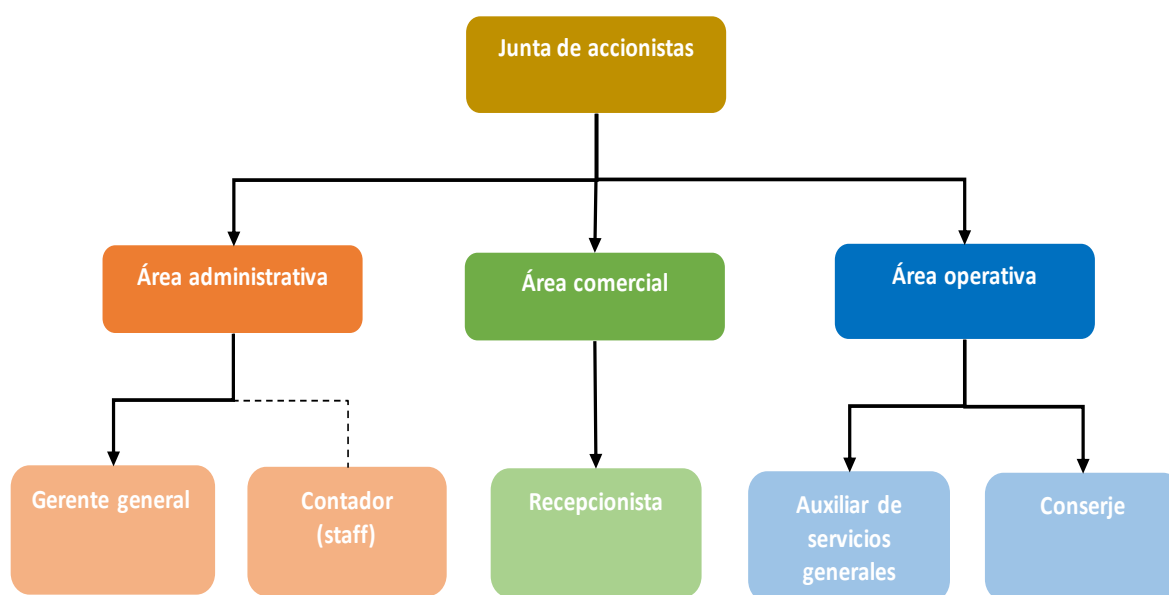 Junta de accionistas
Área administrativa
Área comercial
Área operativa
Gerente general
Contador
(staff)
Recepcionista
Auxiliar de
servicios
generales
Conserje